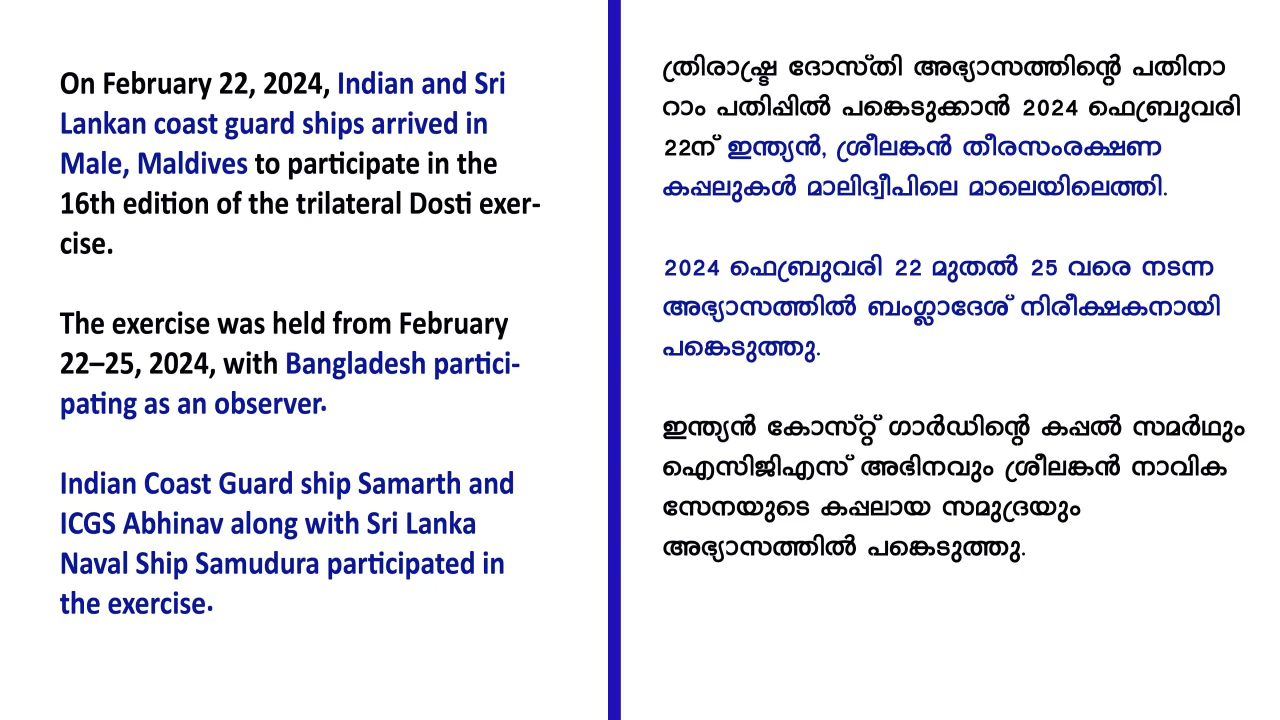 On February 22, 2024, Indian and Sri
Lankan coast guard ships arrived in
Male, Maldives to participate in the
16th edition of the trilateral Dosti exer-
cise.
The exercise was held from February
22–25, 2024, with Bangladesh partici-
pating as an observer.
Indian Coast Guard ship Samarth and
ICGS Abhinav along with Sri Lanka
Naval Ship Samudura participated in
the exercise.
ത്രിരാഷ്ട്ര ദോസ്തി അഭ്യാസത്തിന്റെ പതിനാ
റാം പതിപ്പിൽ പങ്കെടുക്കാൻ 2024 ഫെബ്രുവരി
22ന് ഇന്ത്യൻ, ശ്രീലങ്കൻ തീരസംരക്ഷണ
കപ്പലുകൾ മാലിദ്വീപിലെ മാലെയിലെത്തി.
2024 ഫെബ്രുവരി 22 മുതൽ 25 വരെ നടന്ന
അഭ്യാസത്തിൽ ബംഗ്ലാദേശ് നിരീക്ഷകനായി
പങ്കെടുത്തു.
ഇന്ത്യൻ കോസ്റ്റ് ഗാർഡിന്റെ കപ്പൽ സമർഥും
ഐസിജിഎസ് അഭിനവും ശ്രീലങ്കൻ നാവിക
സേനയുടെ കപ്പലായ സമുദ്രയും
അഭ്യാസത്തിൽ പങ്കെടുത്തു.